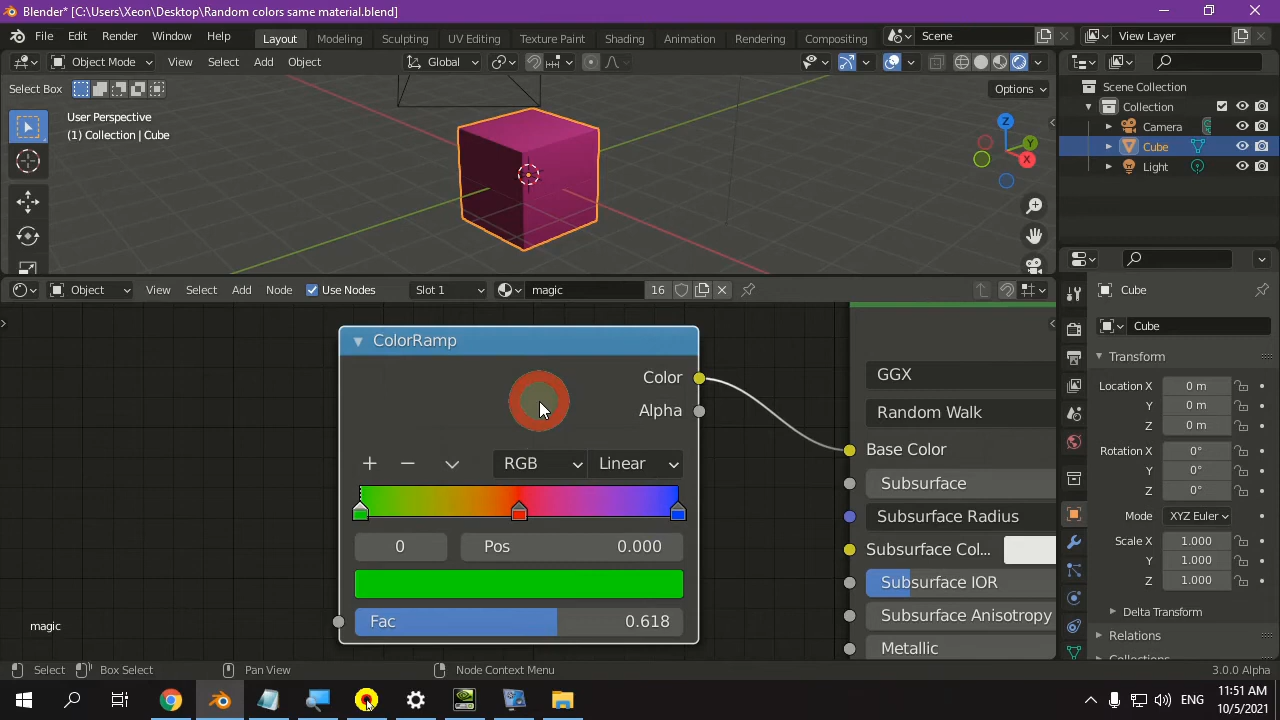 Blender* [C:\Users\Xeon\Desktop\Random colors same material.blend]
File Edit Render Window Help Layout Modeling Sculpting UV Editing Texture Paint Shading Animation Rendering Compositing Scene View Layer
Object Mode View Select Add Object Global
Select Box Options
User Perspective
(1) Collection | Cube
Z
Y
X
Scene Collection
Collection
Camera
Cube
Light
Object View Select Add Node Use Nodes Slot 1 magic 16
ColorRamp
Color
Alpha
RGB Linear
0 Pos 0.000
Fac 0.618
magic
GGX
Random Walk
Base Color
Subsurface
Subsurface Radius
Subsurface Col...
Subsurface IOR
Subsurface Anisotropy
Metallic
Cube
Cube
Transform
Location X 0 m
Y 0 m
Z 0 m
Rotation X 0°
Y 0°
Z 0°
Mode XYZ Euler
Scale X 1.000
Y 1.000
Z 1.000
Delta Transform
Relations
Select Box Select Pan View Node Context Menu 3.0.0 Alpha
ENG 11:51 AM
10/5/2021